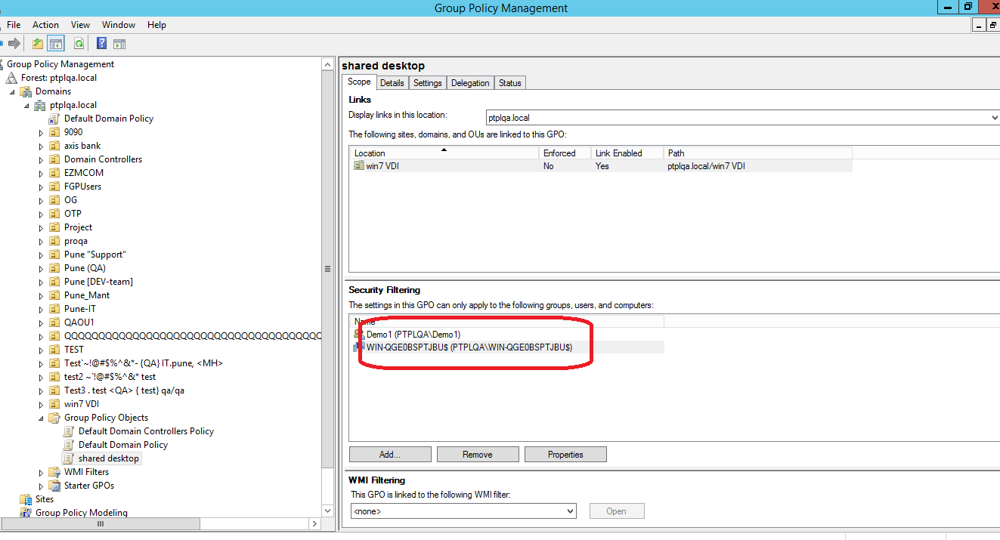 Group Policy Management
File Action View Window Help
Group Policy Management
Forest: ptplqa.local
Domains
ptplqa.local
Default Domain Policy
9090
axis bank
Domain Controllers
EZMCOM
FGPUsers
OG
OTP
Project
proqa
Pune "Support"
Pune (QA)
Pune [DEV-team]
Pune_Mant
Pune-IT
QAOU1
QQQQQQQQQQQQQQQQQQQQQQQQQQQQQQQQQQQQQ
TEST
Test`~!@#$%^&*- {QA} IT.pune, <MH>
test2 ~`!@#$%^&* test
Test3 . test <QA> { test} qa/qa
win7 VDI
Group Policy Objects
Default Domain Controllers Policy
Default Domain Policy
shared desktop
WMI Filters
Starter GPOs
Sites
Group Policy Modeling
shared desktop
Scope Details Settings Delegation Status
Links
Display links in this location: ptplqa.local
The following sites, domains, and OUs are linked to this GPO:
Location Enforced Link Enabled Path
win7 VDI No Yes ptplqa.local/win7 VDI
Security Filtering
The settings in this GPO can only apply to the following groups, users, and computers:
Name
Demo1 (PTPLQA\Demo1)
WIN-QGE0BSPTJBU$ (PTPLQA\WIN-QGE0BSPTJBU$)
Add... Remove Properties
WMI Filtering
This GPO is linked to the following WMI filter:
<none> Open